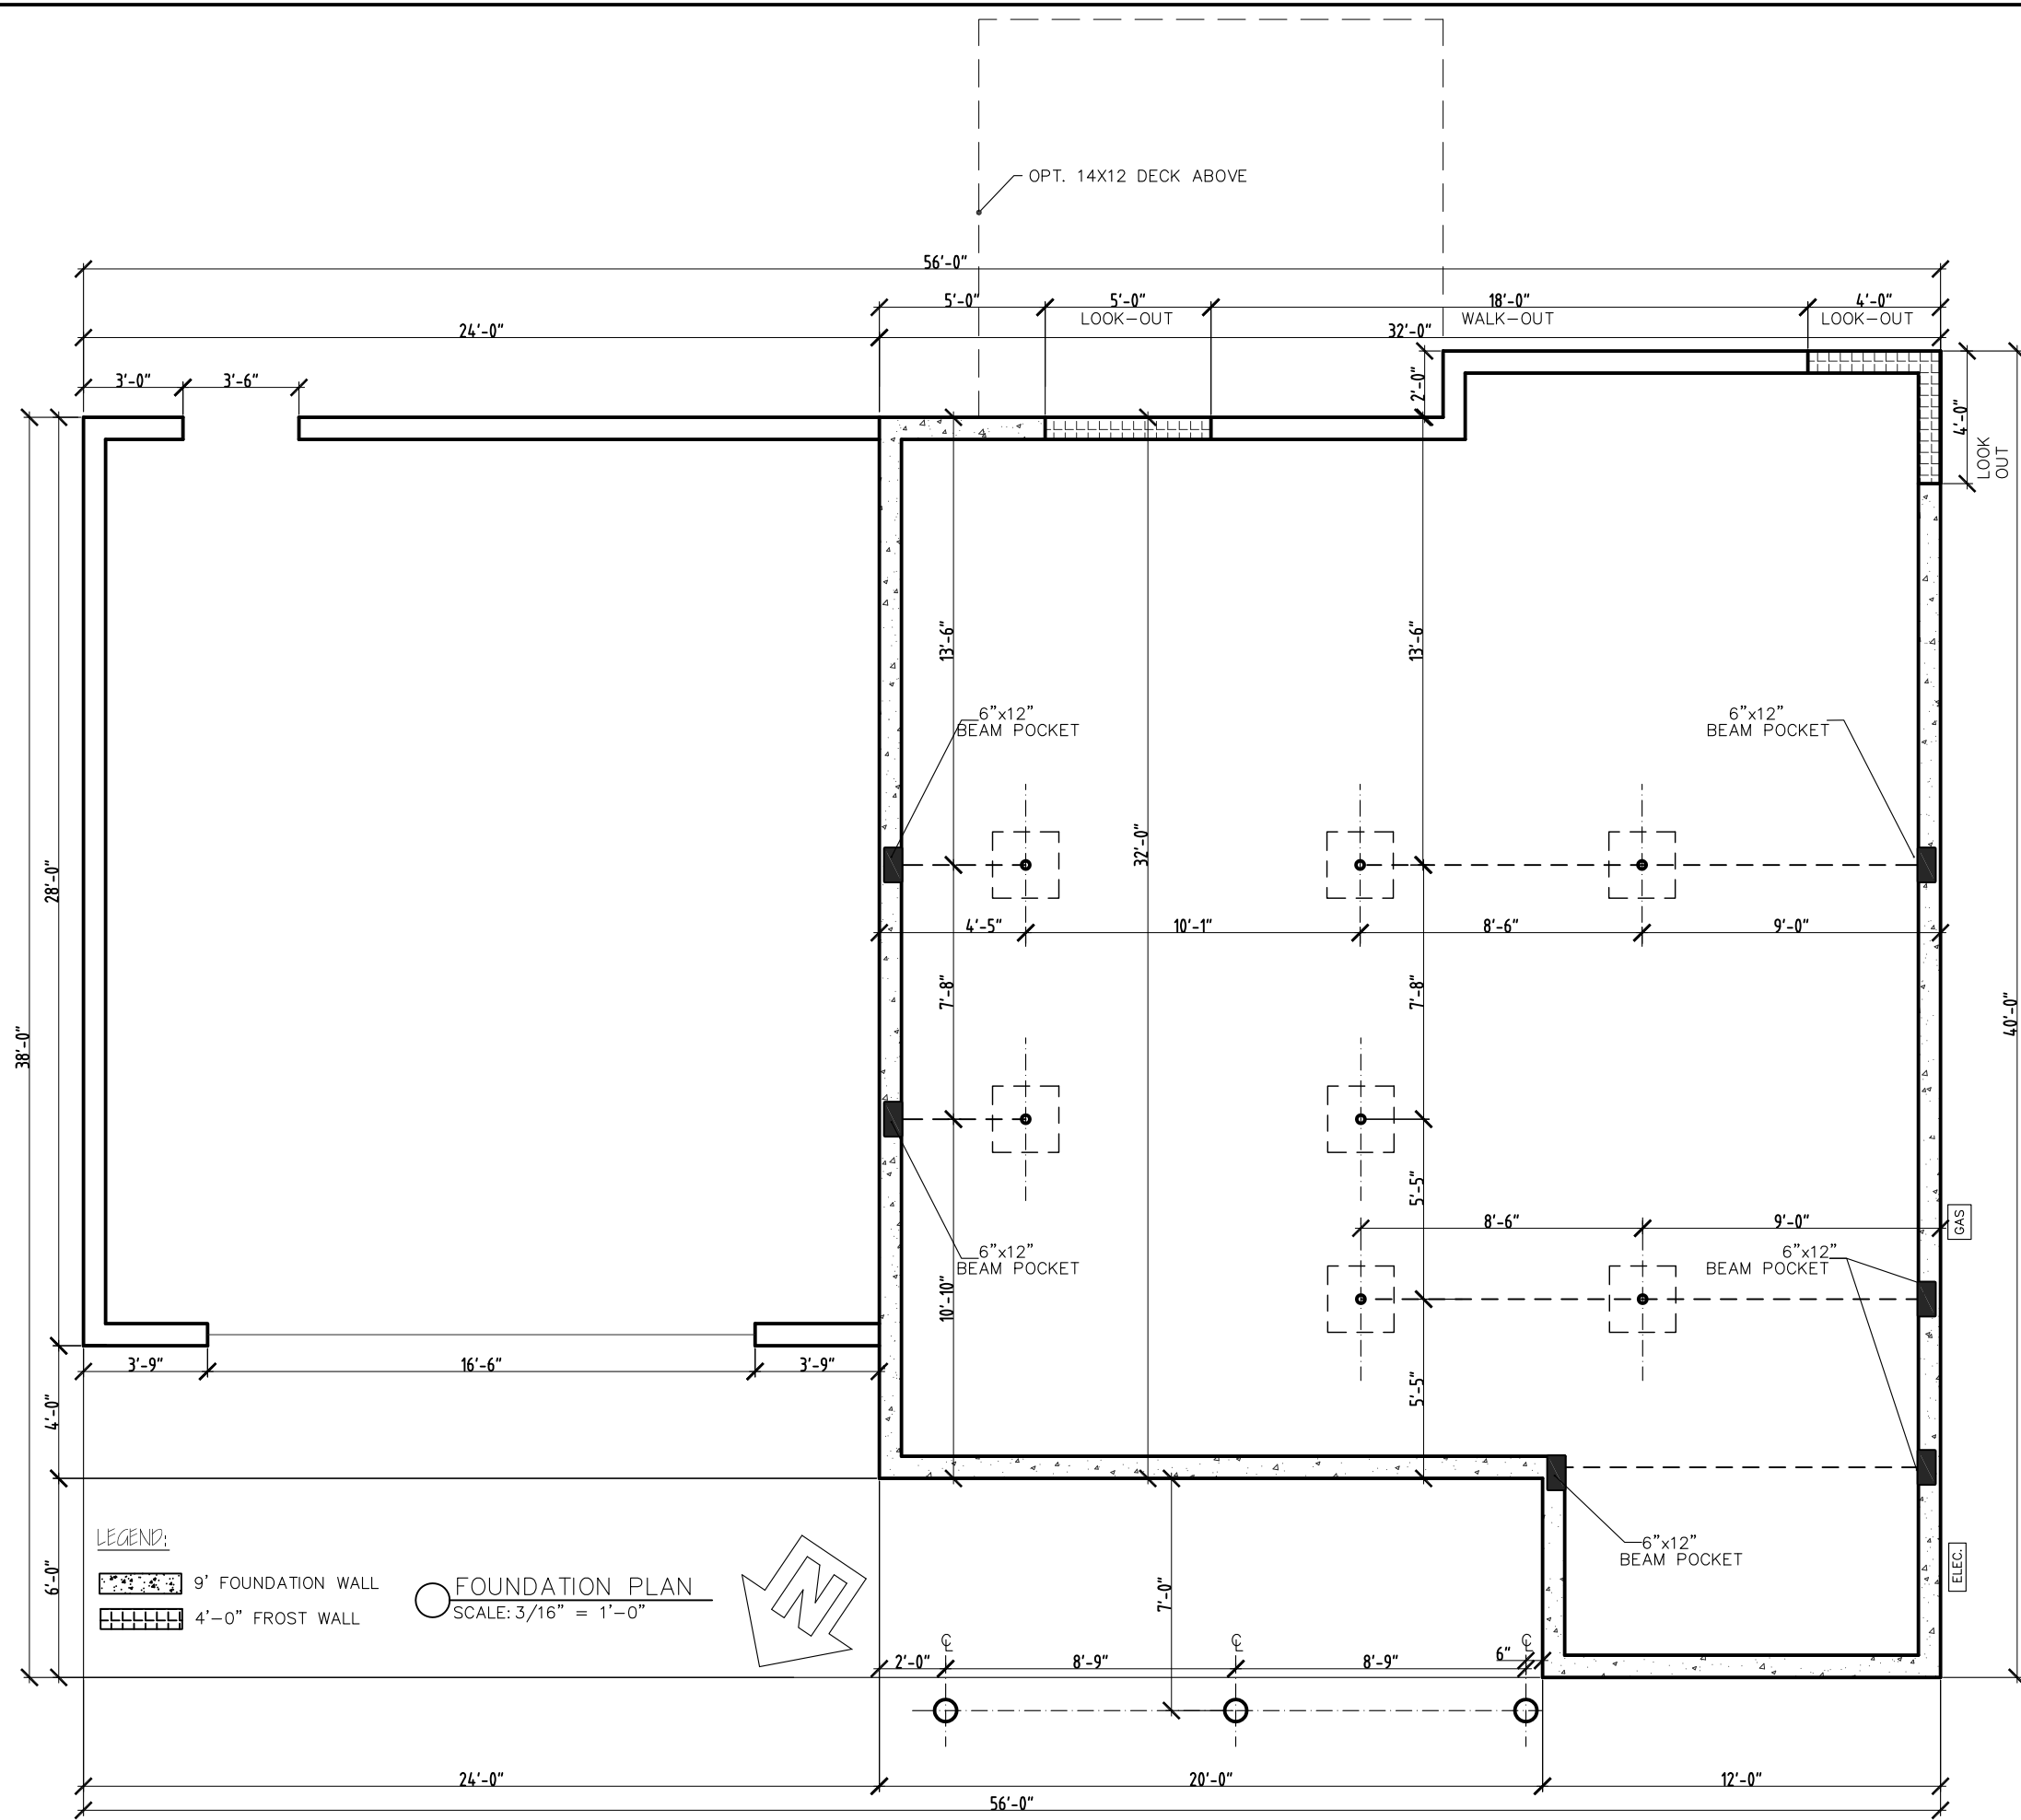 OPT. 14X12 DECK ABOVE
56'-0"
5'-0"
5'-0"
18'-0"
4'-0"
LOOK-OUT
WALK-OUT
LOOK-OUT
24'-0"
32'-0"
3'-0"
3'-6"
2'-0"
4'-0"
LOOK
OUT
13'-6"
13'-6"
6"x12"
BEAM POCKET
6"x12"
BEAM POCKET
32'-0"
28'-0"
4'-5"
10'-1"
8'-6"
9'-0"
7'-8"
7'-8"
38'-0"
40'-0"
5'-5"
8'-6"
9'-0"
GAS
6"x12"
BEAM POCKET
6"x12"
BEAM POCKET
10'-10"
3'-9"
16'-6"
3'-9"
4'-0"
5'-5"
LEGEND:
9' FOUNDATION WALL
4'-0" FROST WALL
FOUNDATION PLAN
SCALE: 3/16" = 1'-0"
N
6"x12"
BEAM POCKET
ELEC.
6'-0"
7'-0"
℄
℄
℄
2'-0"
8'-9"
8'-9"
6"
24'-0"
20'-0"
12'-0"
56'-0"